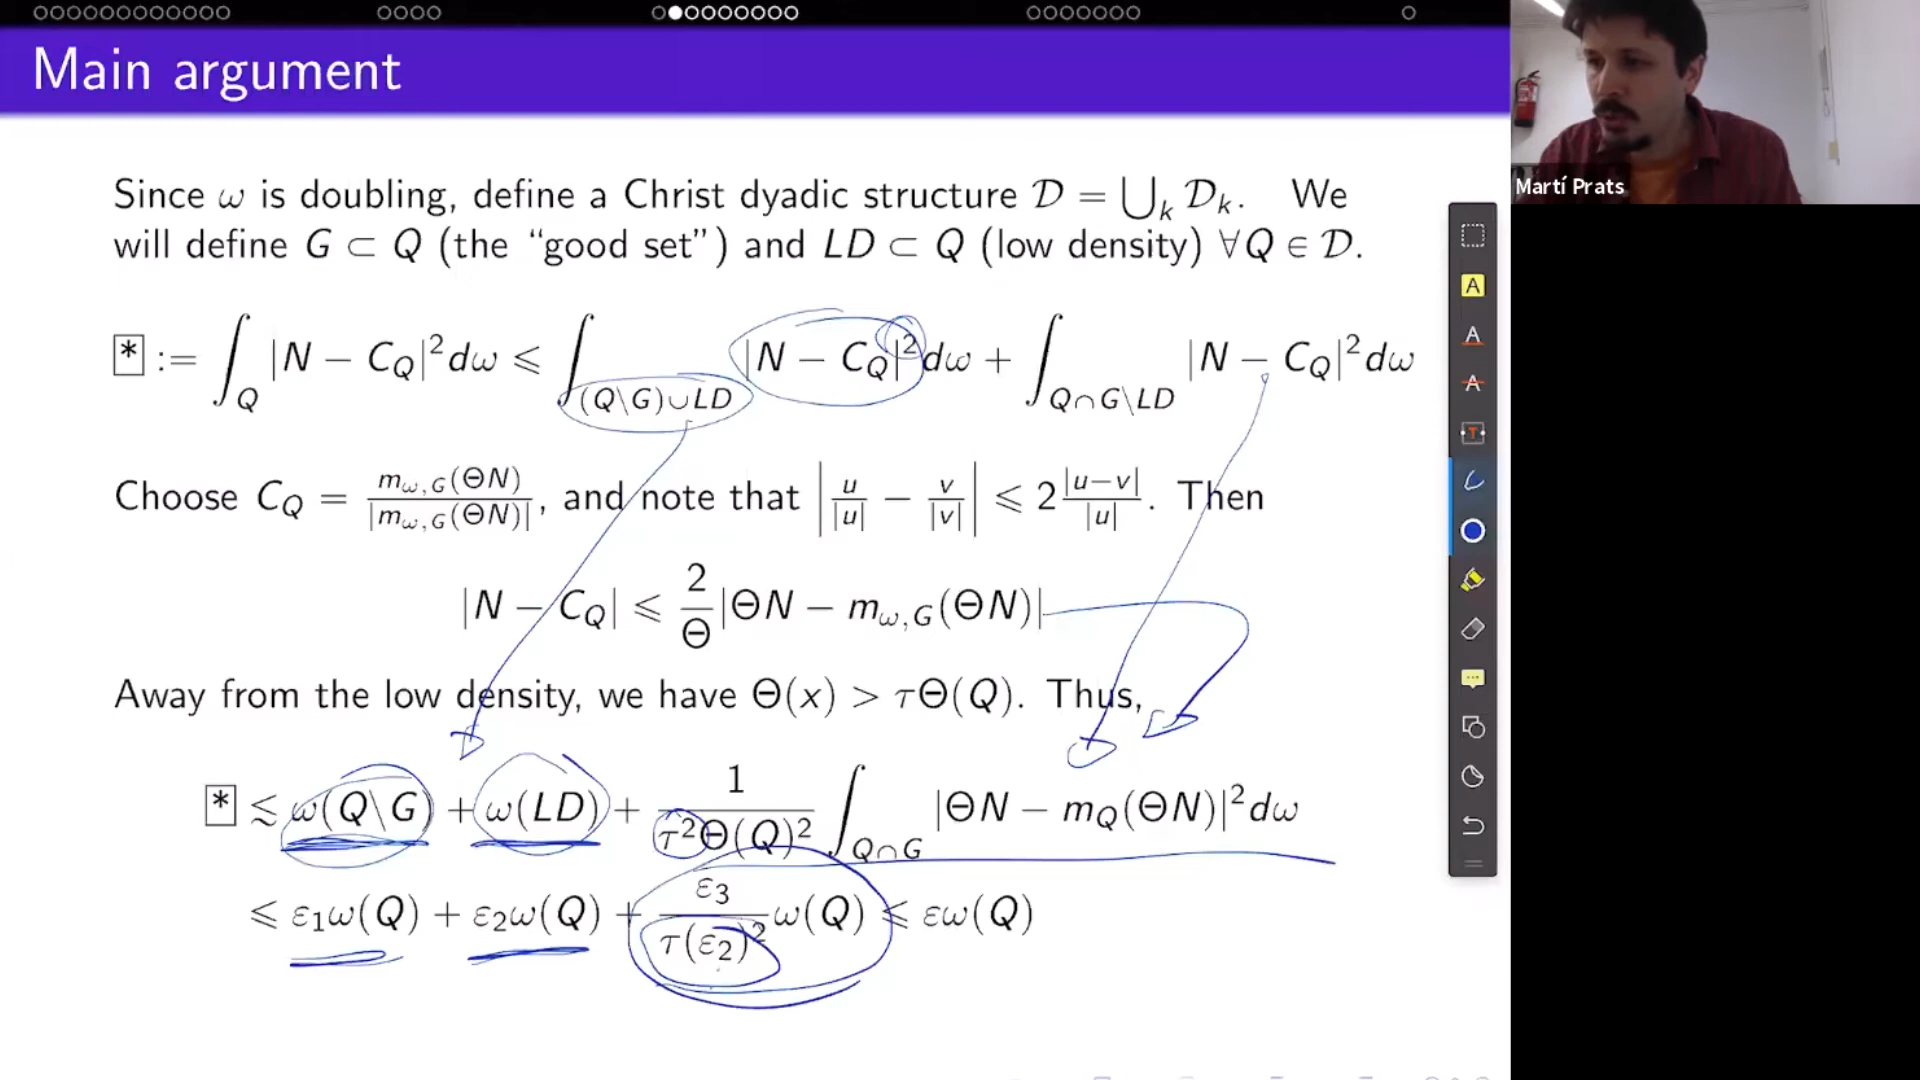 Main argument
Martí Prats
Since ω is doubling, define a Christ dyadic structure 𝒟 = ⋃ₖ 𝒟ₖ. We
will define G ⊂ Q (the “good set”) and LD ⊂ Q (low density) ∀Q ∈ 𝒟.
[*] := ∫_Q |N − C_Q|² dω ⩽ ∫_{(Q\G)∪LD} |N − C_Q|² dω + ∫_{Q∩G\LD} |N − C_Q|² dω
Choose C_Q = m_{ω,G}(ΘN) / |m_{ω,G}(ΘN)|, and note that |u/|u| − v/|v|| ⩽ 2 |u−v|/|u|. Then
|N − C_Q| ⩽ 2/Θ |ΘN − m_{ω,G}(ΘN)|
Away from the low density, we have Θ(x) > τΘ(Q). Thus,
[*] ≲ ω(Q\G) + ω(LD) + 1/(τ²Θ(Q)²) ∫_{Q∩G} |ΘN − m_Q(ΘN)|² dω
⩽ ε₁ω(Q) + ε₂ω(Q) + ε₃/τ(ε₂)² ω(Q) ⩽ εω(Q)